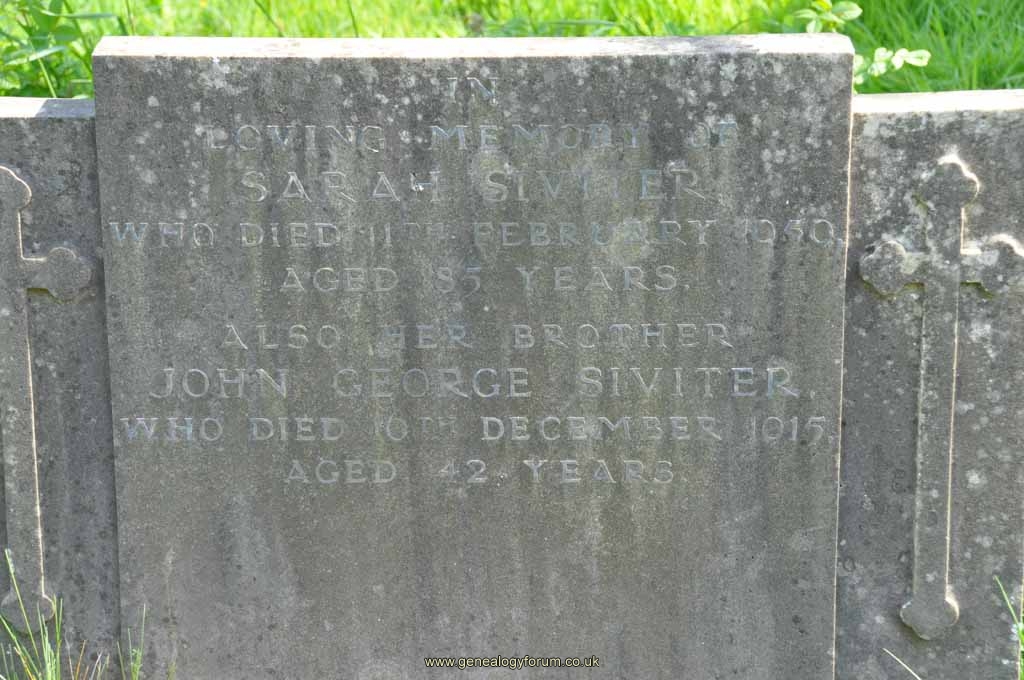 IN
LOVING MEMORY OF
SARAH SIVITER
WHO DIED 11TH FEBRUARY 1950.
AGED 85 YEARS.
ALSO HER BROTHER
JOHN GEORGE SIVITER,
WHO DIED 10TH DECEMBER 1915.
AGED 42 YEARS.
www.genealogyforum.co.uk